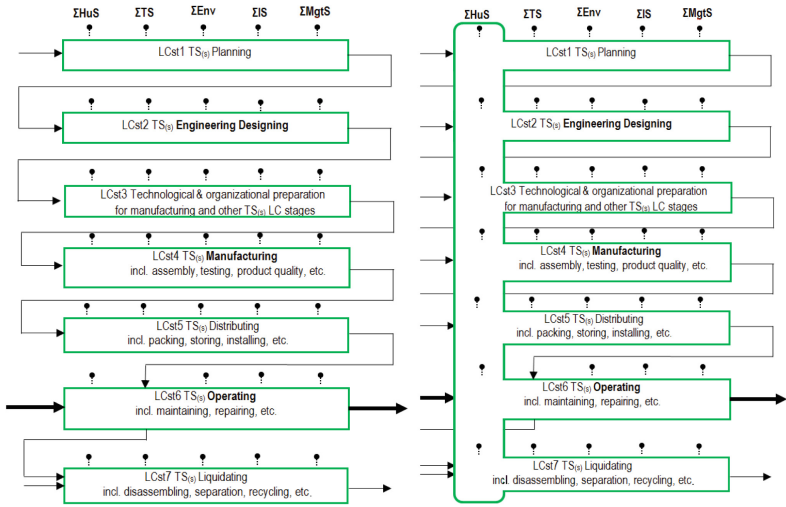 ΣHuS ΣTS ΣEnv ΣIS ΣMgtS
LCst1 TS(s) Planning
LCst2 TS(s) Engineering Designing
LCst3 Technological & organizational preparation
for manufacturing and other TS(s) LC stages
LCst4 TS(s) Manufacturing
incl. assembly, testing, product quality, etc.
LCst5 TS(s) Distributing
incl. packing, storing, installing, etc.
LCst6 TS(s) Operating
incl. maintaining, repairing, etc.
LCst7 TS(s) Liquidating
incl. disassembling, separation, recycling, etc.
ΣHuS ΣTS ΣEnv ΣIS ΣMgtS
LCst1 TS(s) Planning
LCst2 TS(s) Engineering Designing
LCst3 Technological & organizational preparation
for manufacturing and other TS(s) LC stages
LCst4 TS(s) Manufacturing
incl. assembly, testing, product quality, etc.
LCst5 TS(s) Distributing
incl. packing, storing, installing, etc.
LCst6 TS(s) Operating
incl. maintaining, repairing, etc.
LCst7 TS(s) Liquidating
incl. disassembling, separation, recycling, etc.